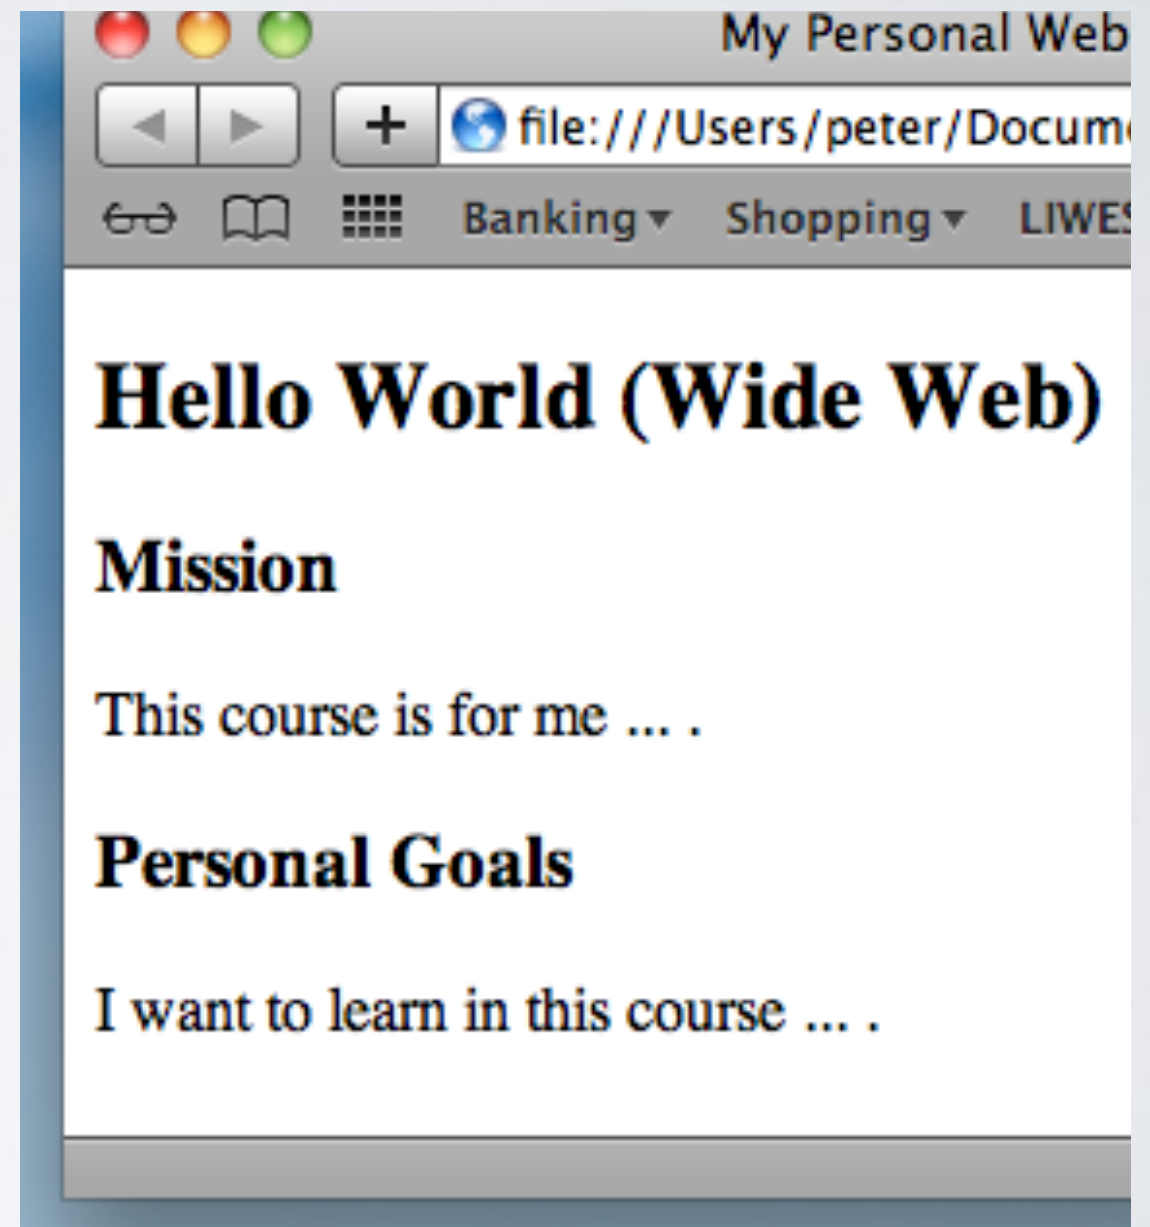 My Personal Web
file:///Users/peter/Docum
Banking Shopping LIWES
Hello World (Wide Web)
Mission
This course is for me ... .
Personal Goals
I want to learn in this course ... .